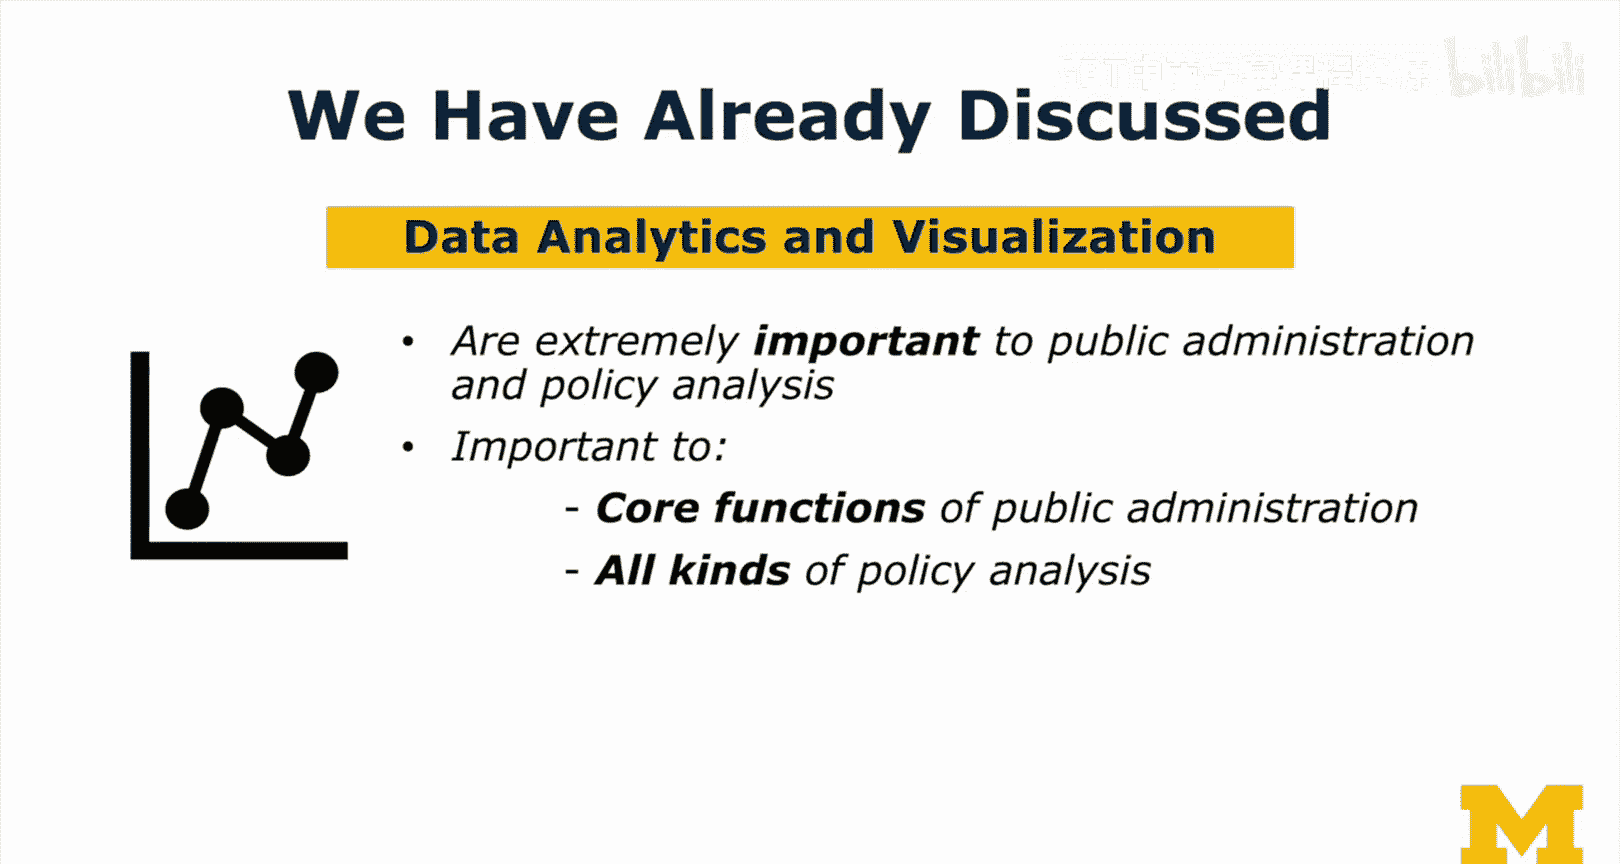 bilibili
We Have Already Discussed
Data Analytics and Visualization
• Are extremely important to public administration
and policy analysis
• Important to:
- Core functions of public administration
- All kinds of policy analysis
M